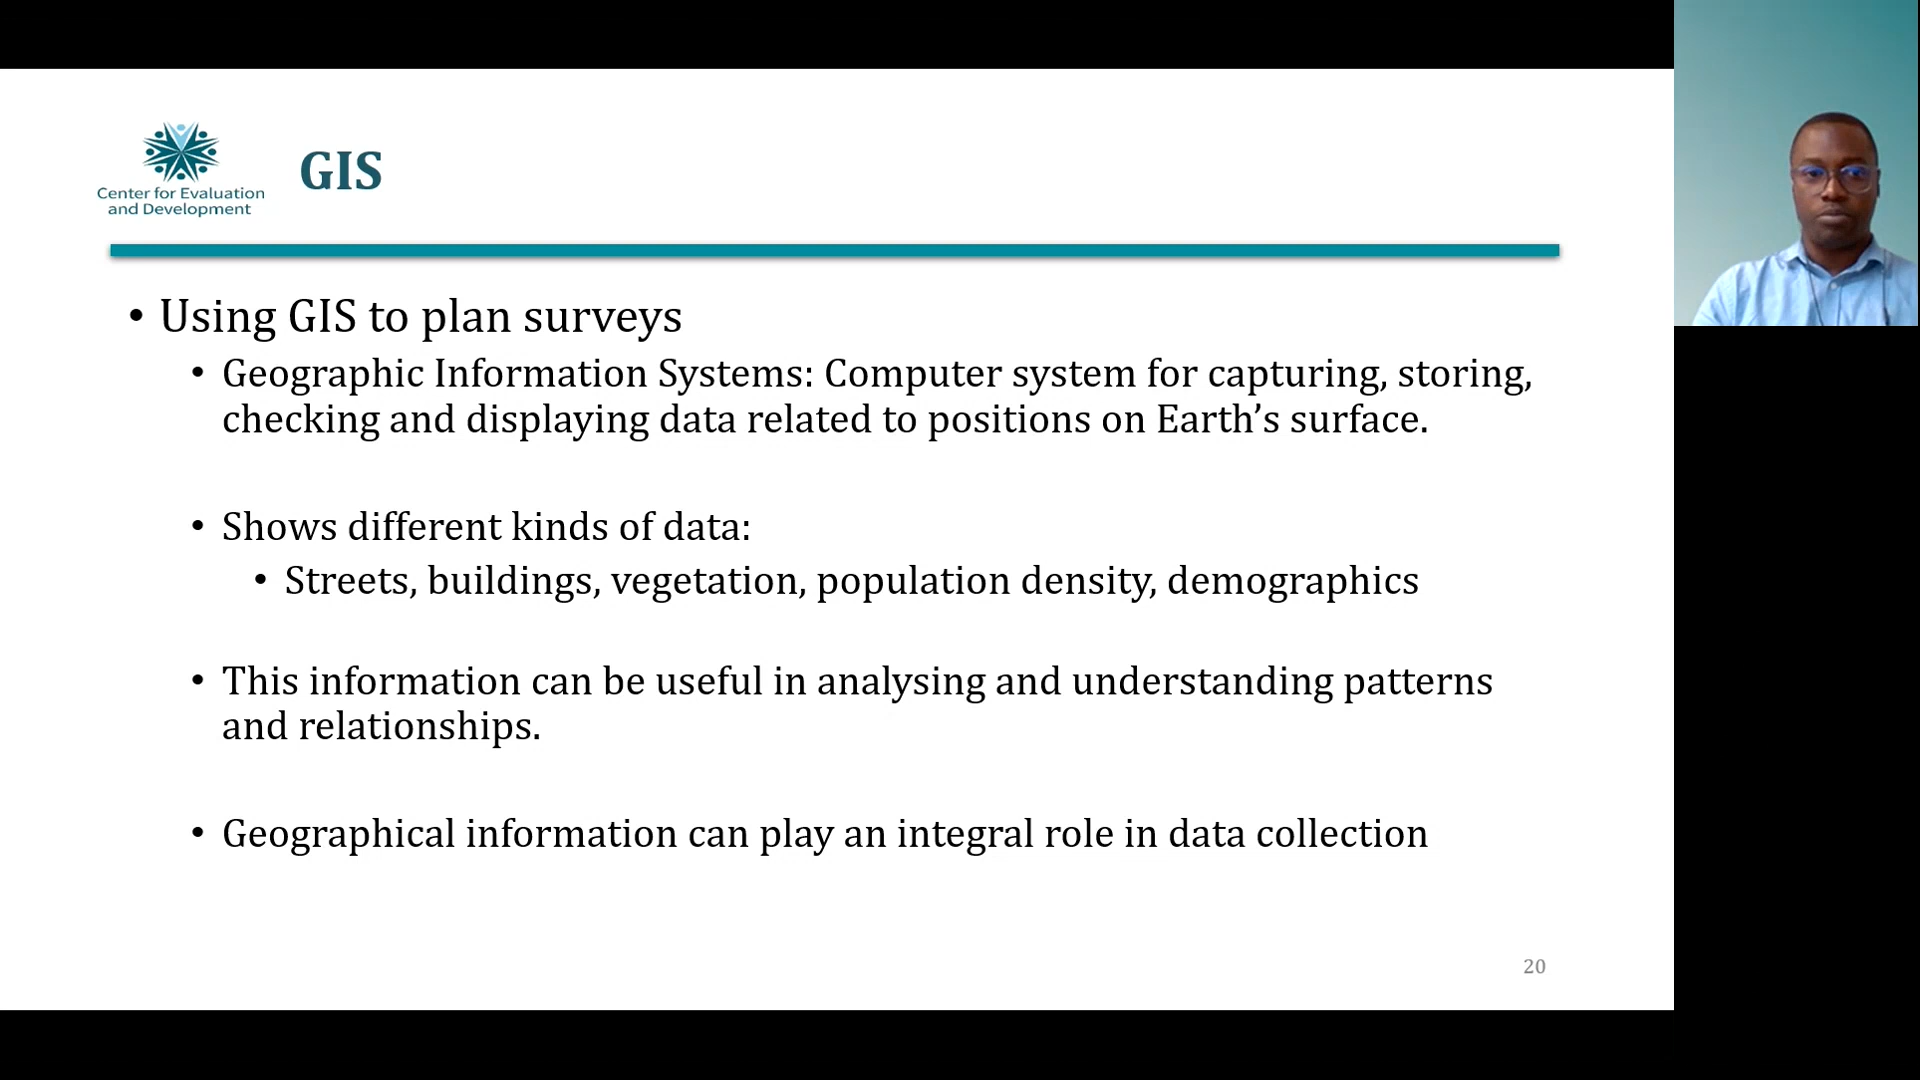 Center for Evaluation
and Development
GIS
• Using GIS to plan surveys
• Geographic Information Systems: Computer system for capturing, storing,
checking and displaying data related to positions on Earth’s surface.
• Shows different kinds of data:
• Streets, buildings, vegetation, population density, demographics
• This information can be useful in analysing and understanding patterns
and relationships.
• Geographical information can play an integral role in data collection
20